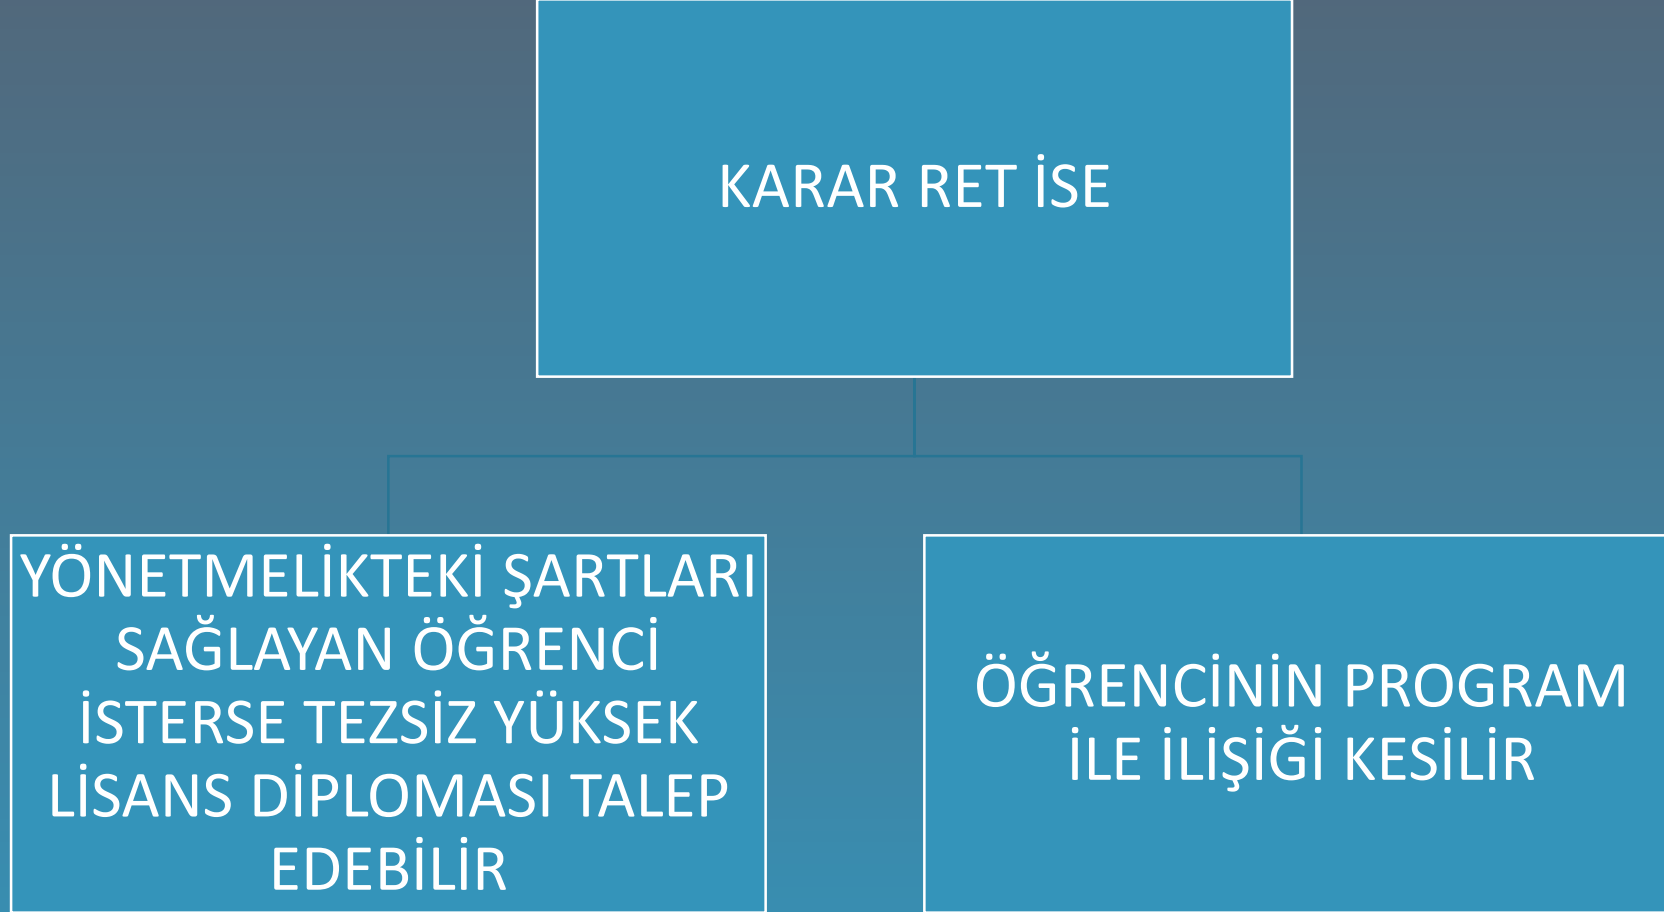 KARAR RET İSE
YÖNETMELİKTEKİ ŞARTLARI
SAĞLAYAN ÖĞRENCİ
İSTERSE TEZSİZ YÜKSEK
LİSANS DİPLOMASI TALEP
EDEBİLİR
ÖĞRENCİNİN PROGRAM
İLE İLİŞİĞİ KESİLİR